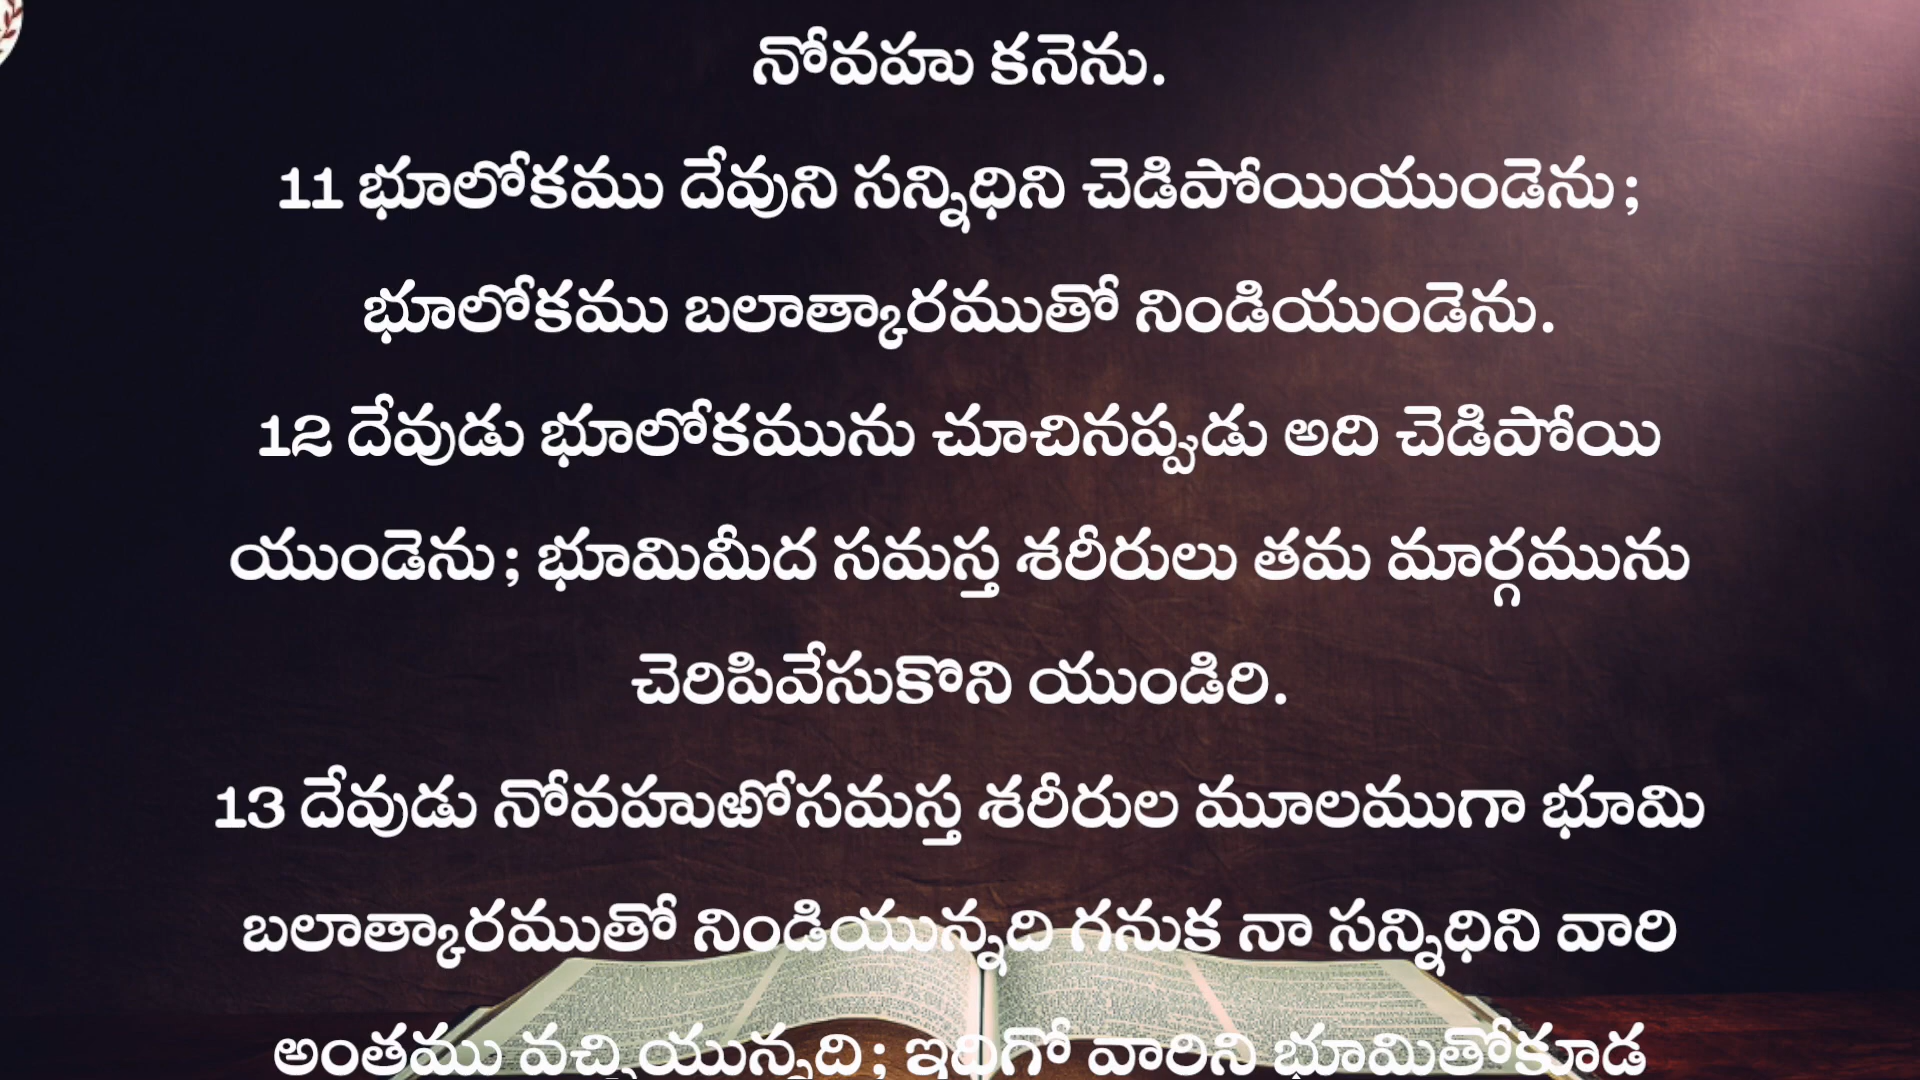 నోవహు కనెను.
11 భూలోకము దేవుని సన్నిధిని చెడిపోయియుండెను;
భూలోకము బలాత్కారముతో నిండియుండెను.
12 దేవుడు భూలోకమును చూచినప్పుడు అది చెడిపోయి
యుండెను; భూమిమీద సమస్త శరీరులు తమ మార్గమును
చెరిపివేసుకొని యుండిరి.
13 దేవుడు నోవహుఱోసమస్త శరీరుల మూలముగా భూమి
బలాత్కారముతో నిండియున్నది గనుక నా సన్నిధిని వారి
అంతము వచ్చియున్నది; ఇదిగో వారిని భూమితోకూడ